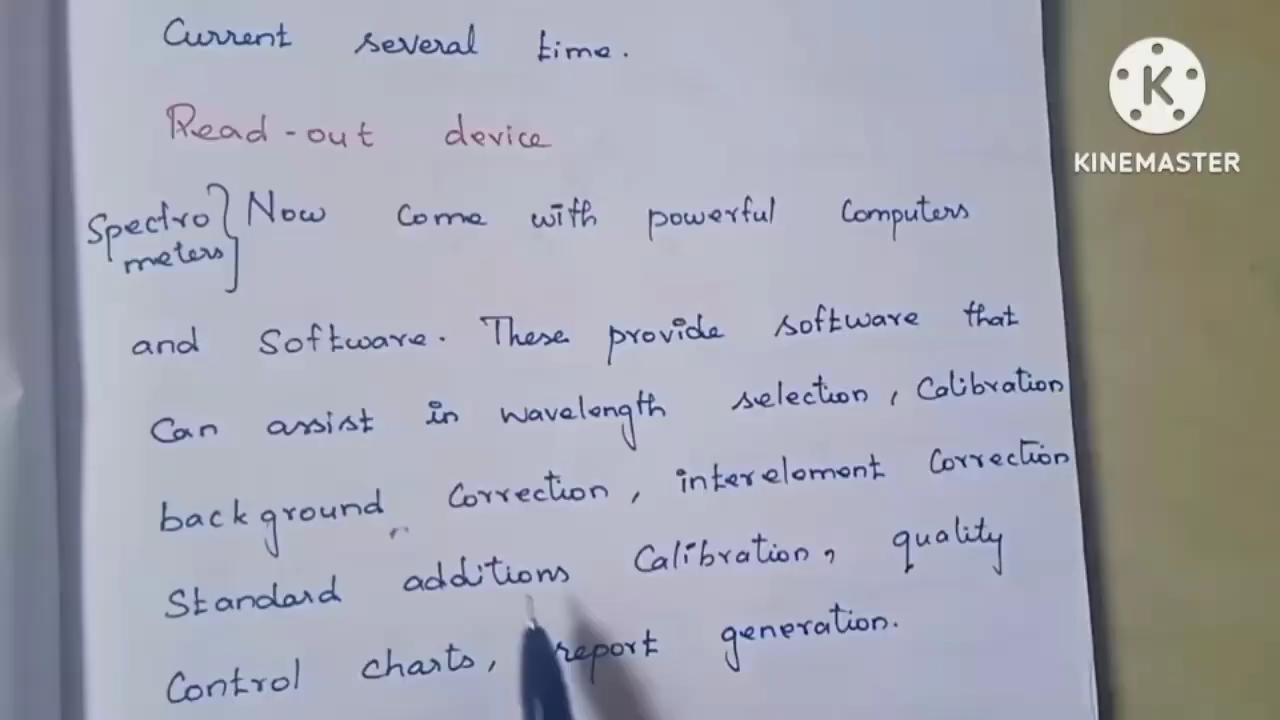 Current several time.
Read-out device
Spectro
meters
Now come with powerful computers
and Software. These provide software that
Can assist in wavelength selection, Calibration
background correction, interelement correction
Standard additions Calibration, quality
Control charts, report generation.
K
KINEMASTER